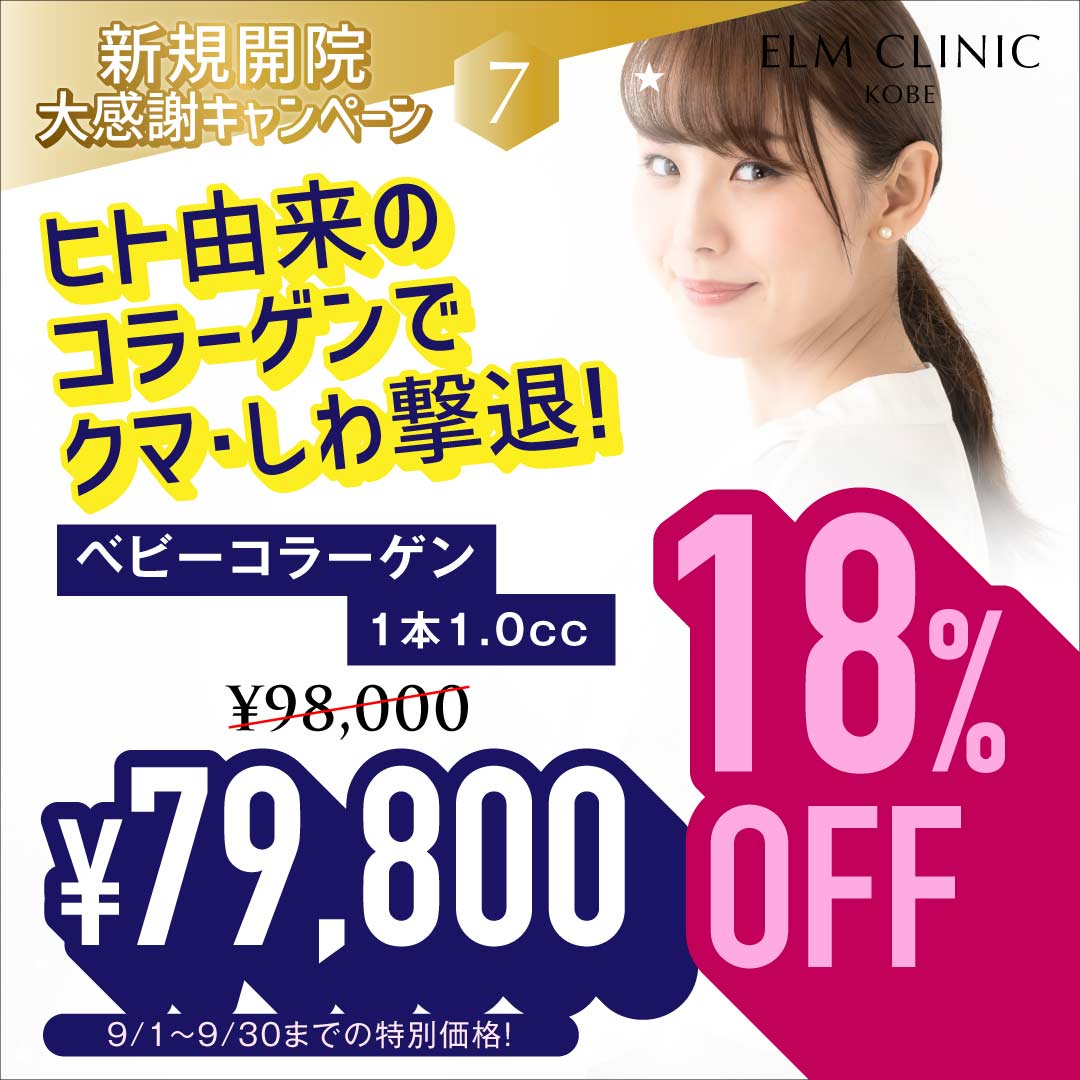 新規開院
大感謝キャンペーン
7
ELM CLINIC
KOBE
ヒト由来の
コラーゲンで
クマ・しわ撃退!
ベビーコラーゲン
1本1.0cc
¥98,000
¥79,800
18%
OFF
9/1〜9/30までの特別価格!